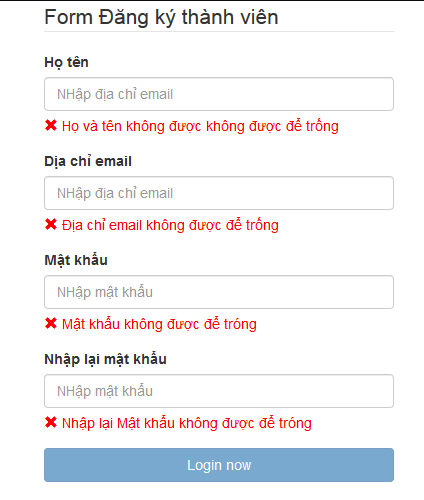 Form Đăng ký thành viên
Họ tên
NHập địa chỉ email
Họ và tên không được không được để trống
Địa chỉ email
NHập địa chỉ email
Địa chỉ email không được để trống
Mật khẩu
NHập mật khẩu
Mật khẩu không được để tróng
Nhập lại mật khẩu
NHập mật khẩu
Nhập lại Mật khẩu không được để tróng
Login now